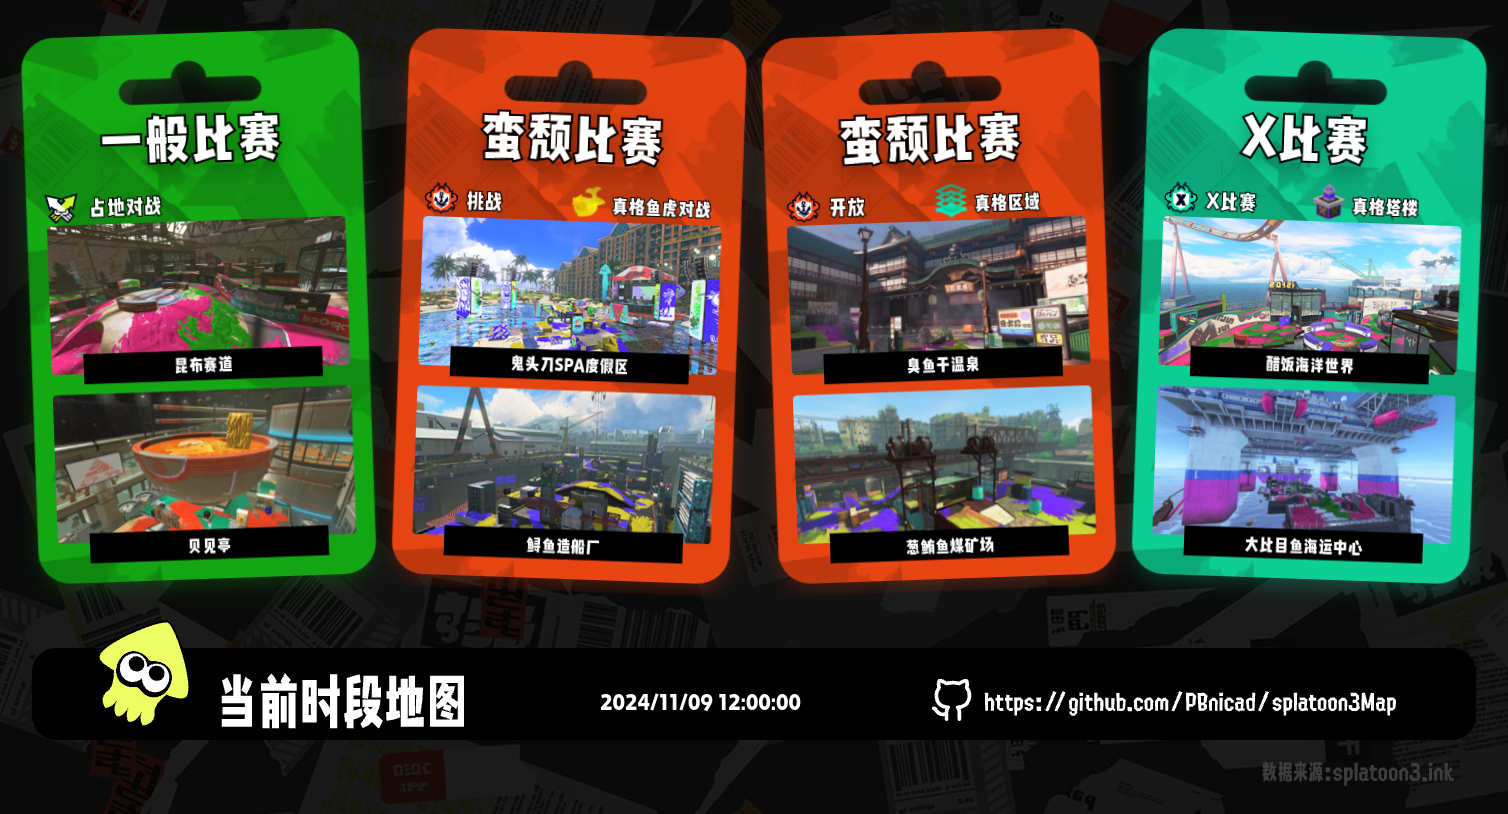 一般比赛
占地对战
昆布赛道
贝见亭
蛮颓比赛
挑战
真格鱼虎对战
鬼头刀SPA度假区
鲟鱼造船厂
蛮颓比赛
开放
真格区域
臭鱼干温泉
葱鲔鱼煤矿场
X比赛
X比赛
真格塔楼
醋饭海洋世界
大比目鱼海运中心
当前时段地图
2024/11/09 12:00:00
https://github.com/PBnicad/splatoon3Map
数据来源:splatoon3.ink